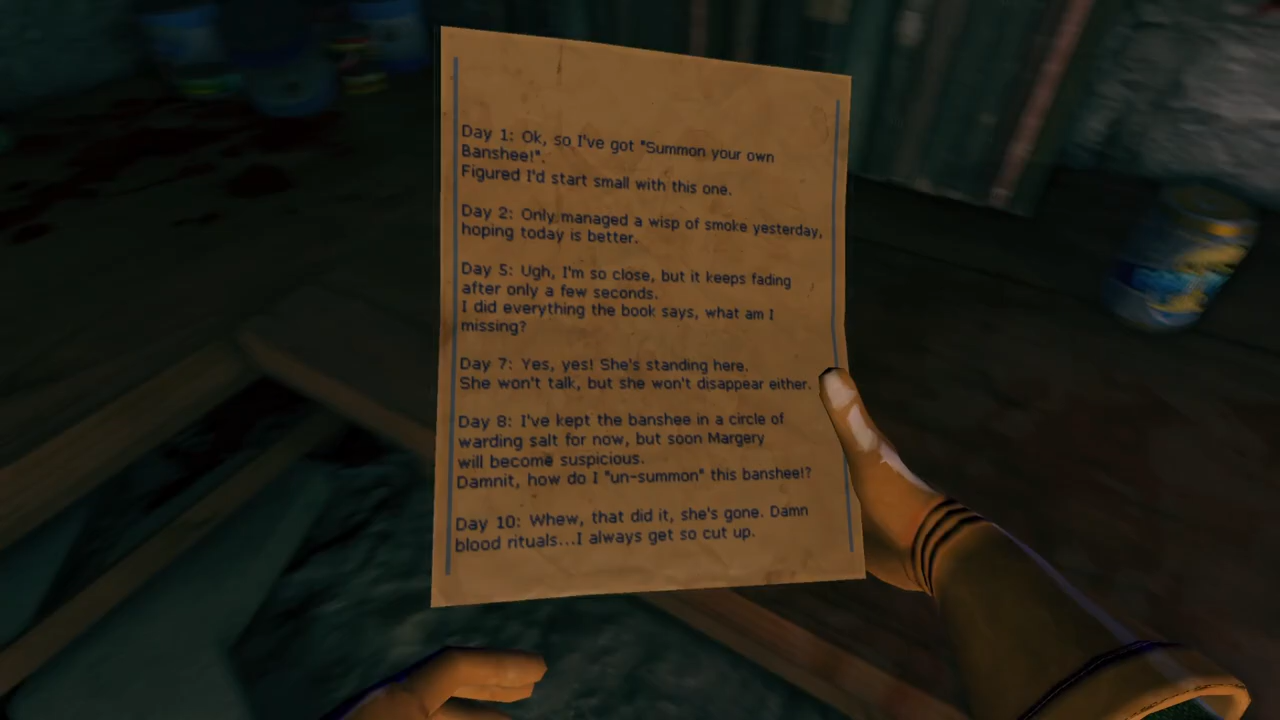 Day 1: Ok, so I've got "Summon your own
Banshee!".
Figured I'd start small with this one.
Day 2: Only managed a wisp of smoke yesterday,
hoping today is better.
Day 5: Ugh, I'm so close, but it keeps fading
after only a few seconds.
I did everything the book says, what am I
missing?
Day 7: Yes, yes! She's standing here.
She won't talk, but she won't disappear either.
Day 8: I've kept the banshee in a circle of
warding salt for now, but soon Margery
will become suspicious.
Damnit, how do I "un-summon" this banshee!?
Day 10: Whew, that did it, she's gone. Damn
blood rituals...I always get so cut up.